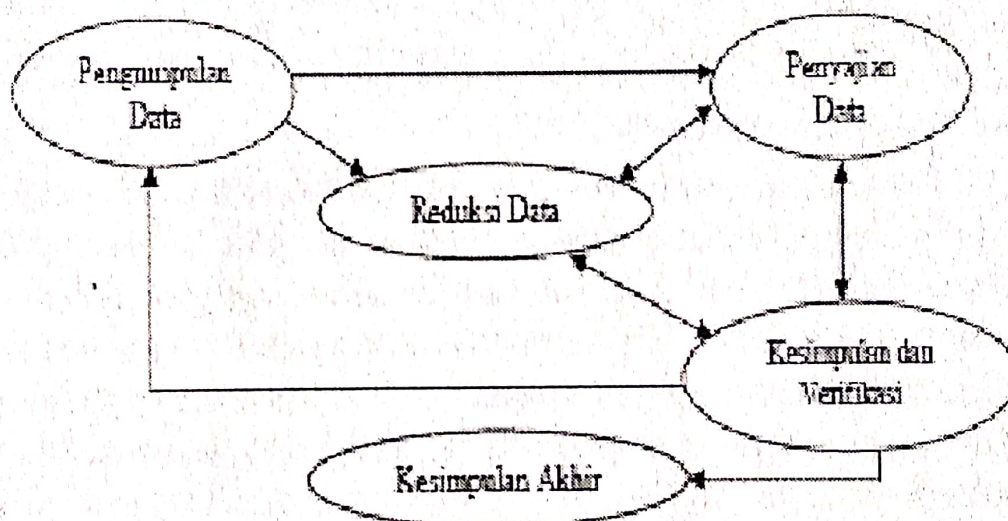 Pengumpulan
Data
Penyajian
Data
Reduksi Data
Kesimpulan dan
Verifikasi
Kesimpulan Akhir